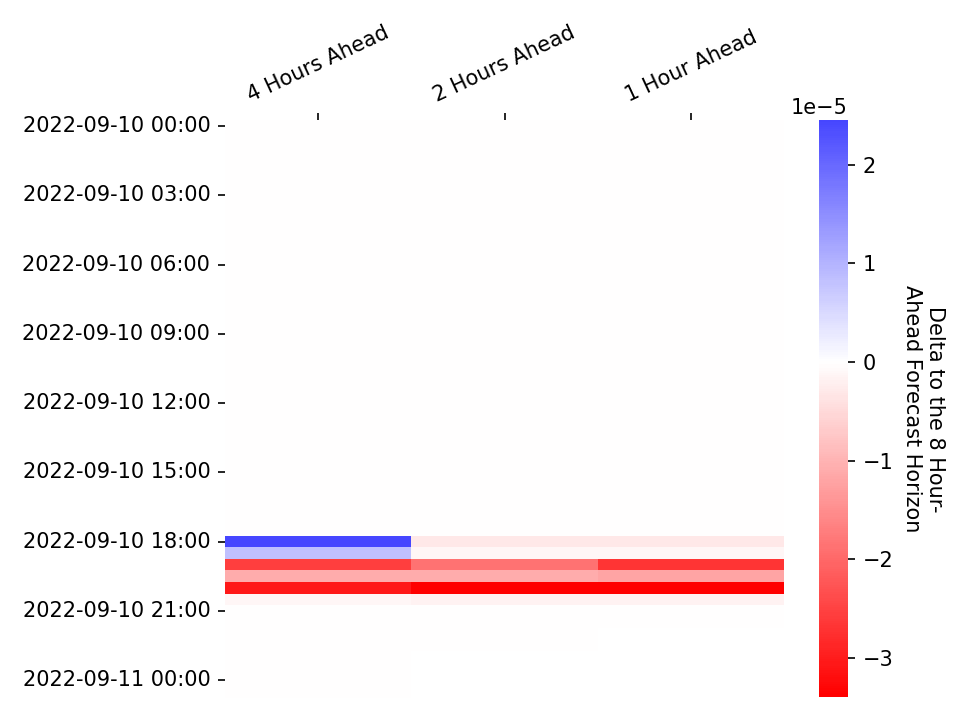 4 Hours Ahead
2 Hours Ahead
1 Hour Ahead
1e−5
2022-09-10 00:00
2022-09-10 03:00
2022-09-10 06:00
2022-09-10 09:00
2022-09-10 12:00
2022-09-10 15:00
2022-09-10 18:00
2022-09-10 21:00
2022-09-11 00:00
2
1
0
−1
−2
−3
Delta to the 8 Hour-
Ahead Forecast Horizon